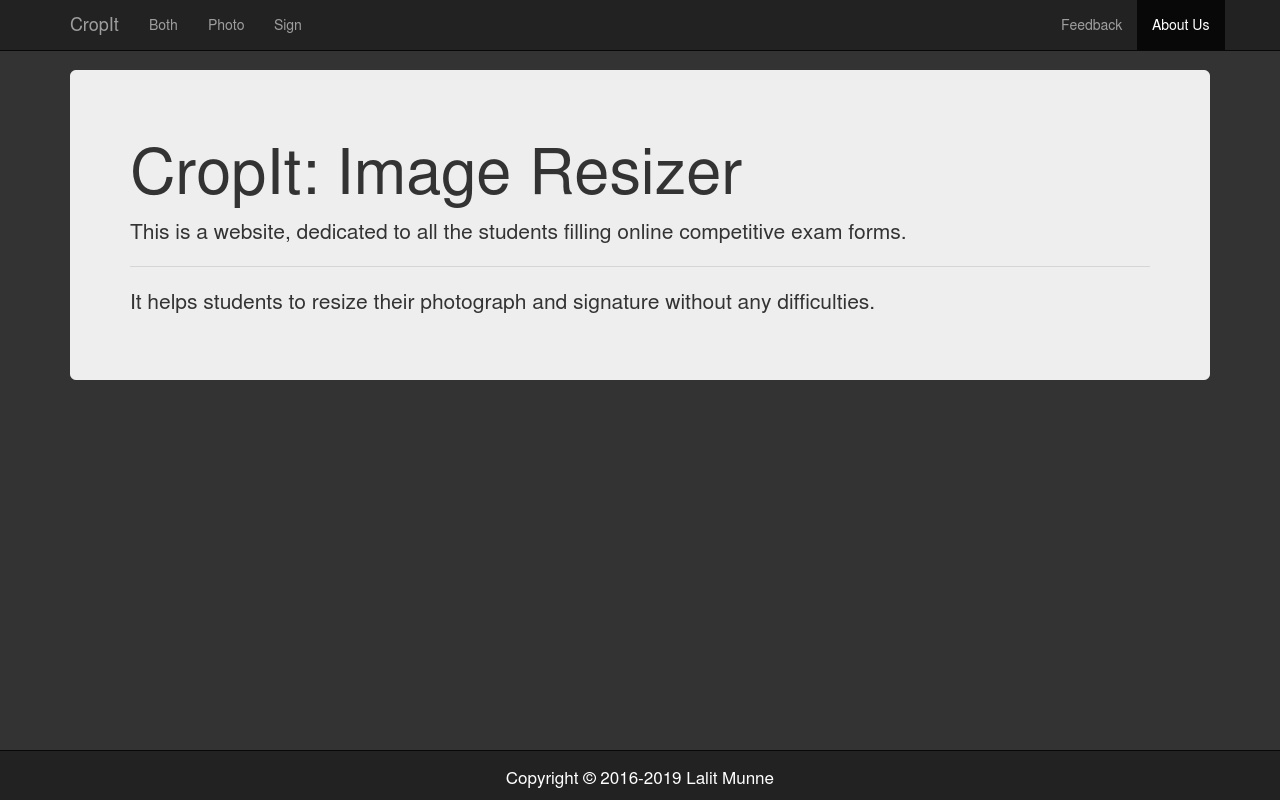 CropIt Both Photo Sign Feedback About Us
CropIt: Image Resizer
This is a website, dedicated to all the students filling online competitive exam forms.
It helps students to resize their photograph and signature without any difficulties.
Copyright © 2016-2019 Lalit Munne